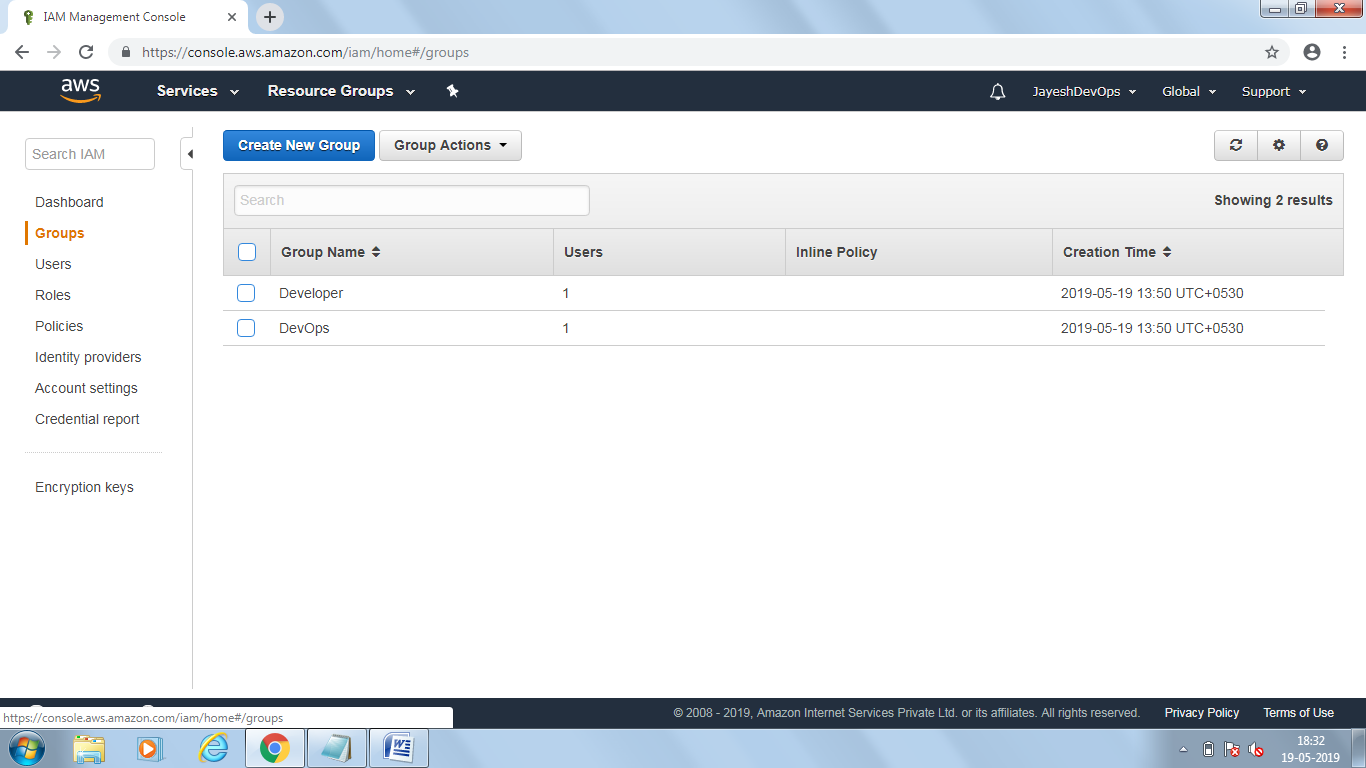 IAM Management Console
https://console.aws.amazon.com/iam/home#/groups
aws Services Resource Groups JayeshDevOps Global Support
Search IAM
Dashboard
Groups
Users
Roles
Policies
Identity providers
Account settings
Credential report
Encryption keys
Create New Group Group Actions
Search Showing 2 results
Group Name Users Inline Policy Creation Time
Developer 1 2019-05-19 13:50 UTC+0530
DevOps 1 2019-05-19 13:50 UTC+0530
© 2008 - 2019, Amazon Internet Services Private Ltd. or its affiliates. All rights reserved. Privacy Policy Terms of Use
https://console.aws.amazon.com/iam/home#/groups
18:32
19-05-2019